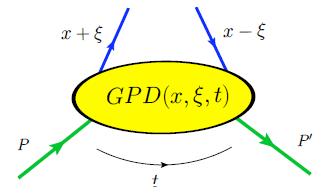 x + ξ
x − ξ
GPD(x, ξ, t)
P
P′
t